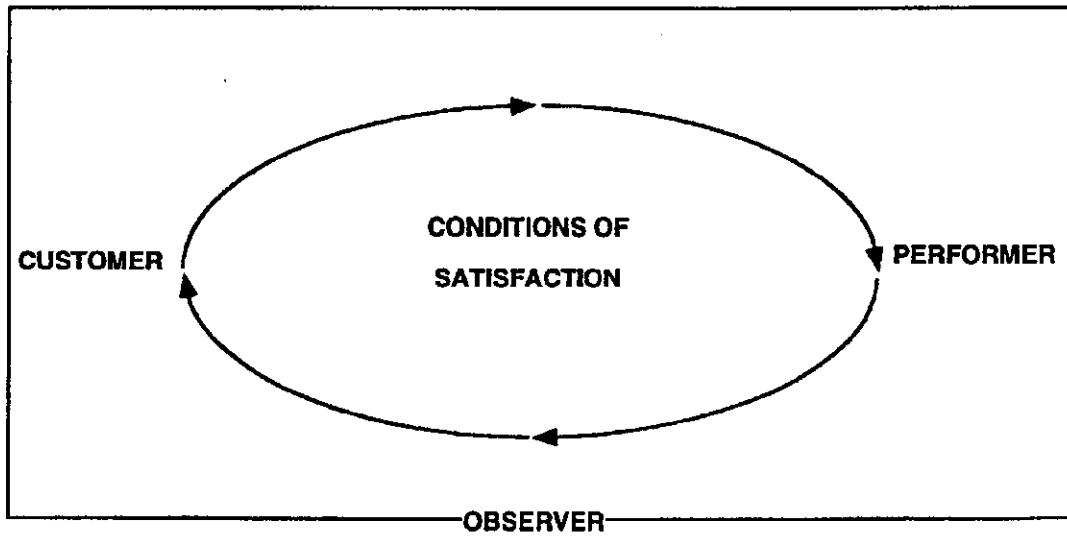 CONDITIONS OF
SATISFACTION
CUSTOMER
PERFORMER
OBSERVER